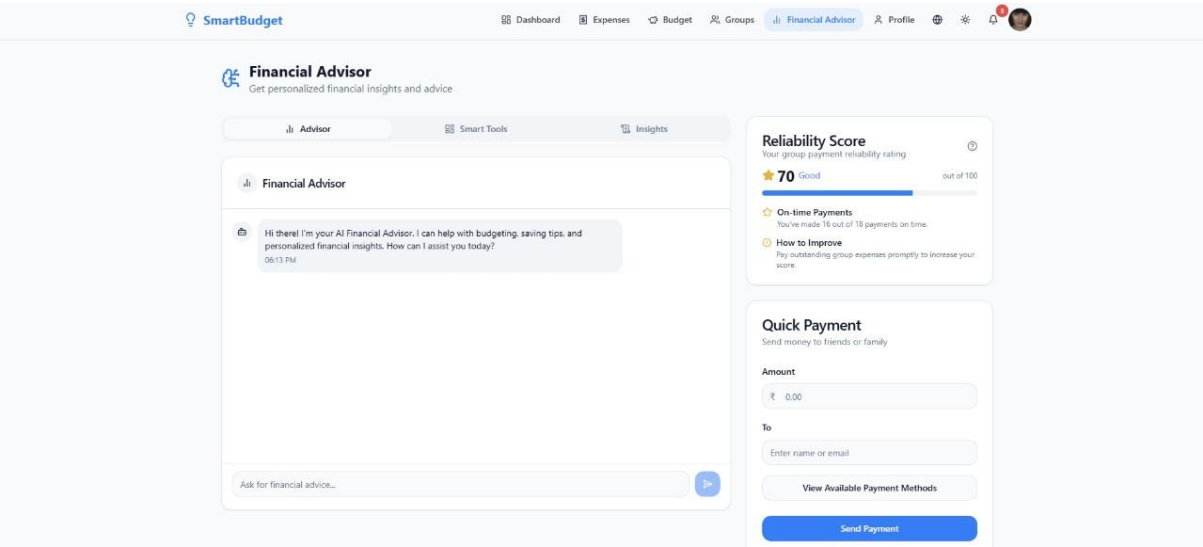 SmartBudget
Dashboard
Expenses
Budget
Groups
Financial Advisor
Profile
Financial Advisor
Get personalized financial insights and advice
Advisor
Smart Tools
Insights
Financial Advisor
Hi there! I'm your AI Financial Advisor. I can help with budgeting, saving tips, and
personalized financial insights. How can I assist you today?
06:13 PM
Ask for financial advice...
Reliability Score
Your group payment reliability rating
70 Good
out of 100
On-time Payments
You've made 16 out of 18 payments on time.
How to Improve
Pay outstanding group expenses promptly to increase your
score.
Quick Payment
Send money to friends or family
Amount
₹ 0.00
To
Enter name or email
View Available Payment Methods
Send Payment